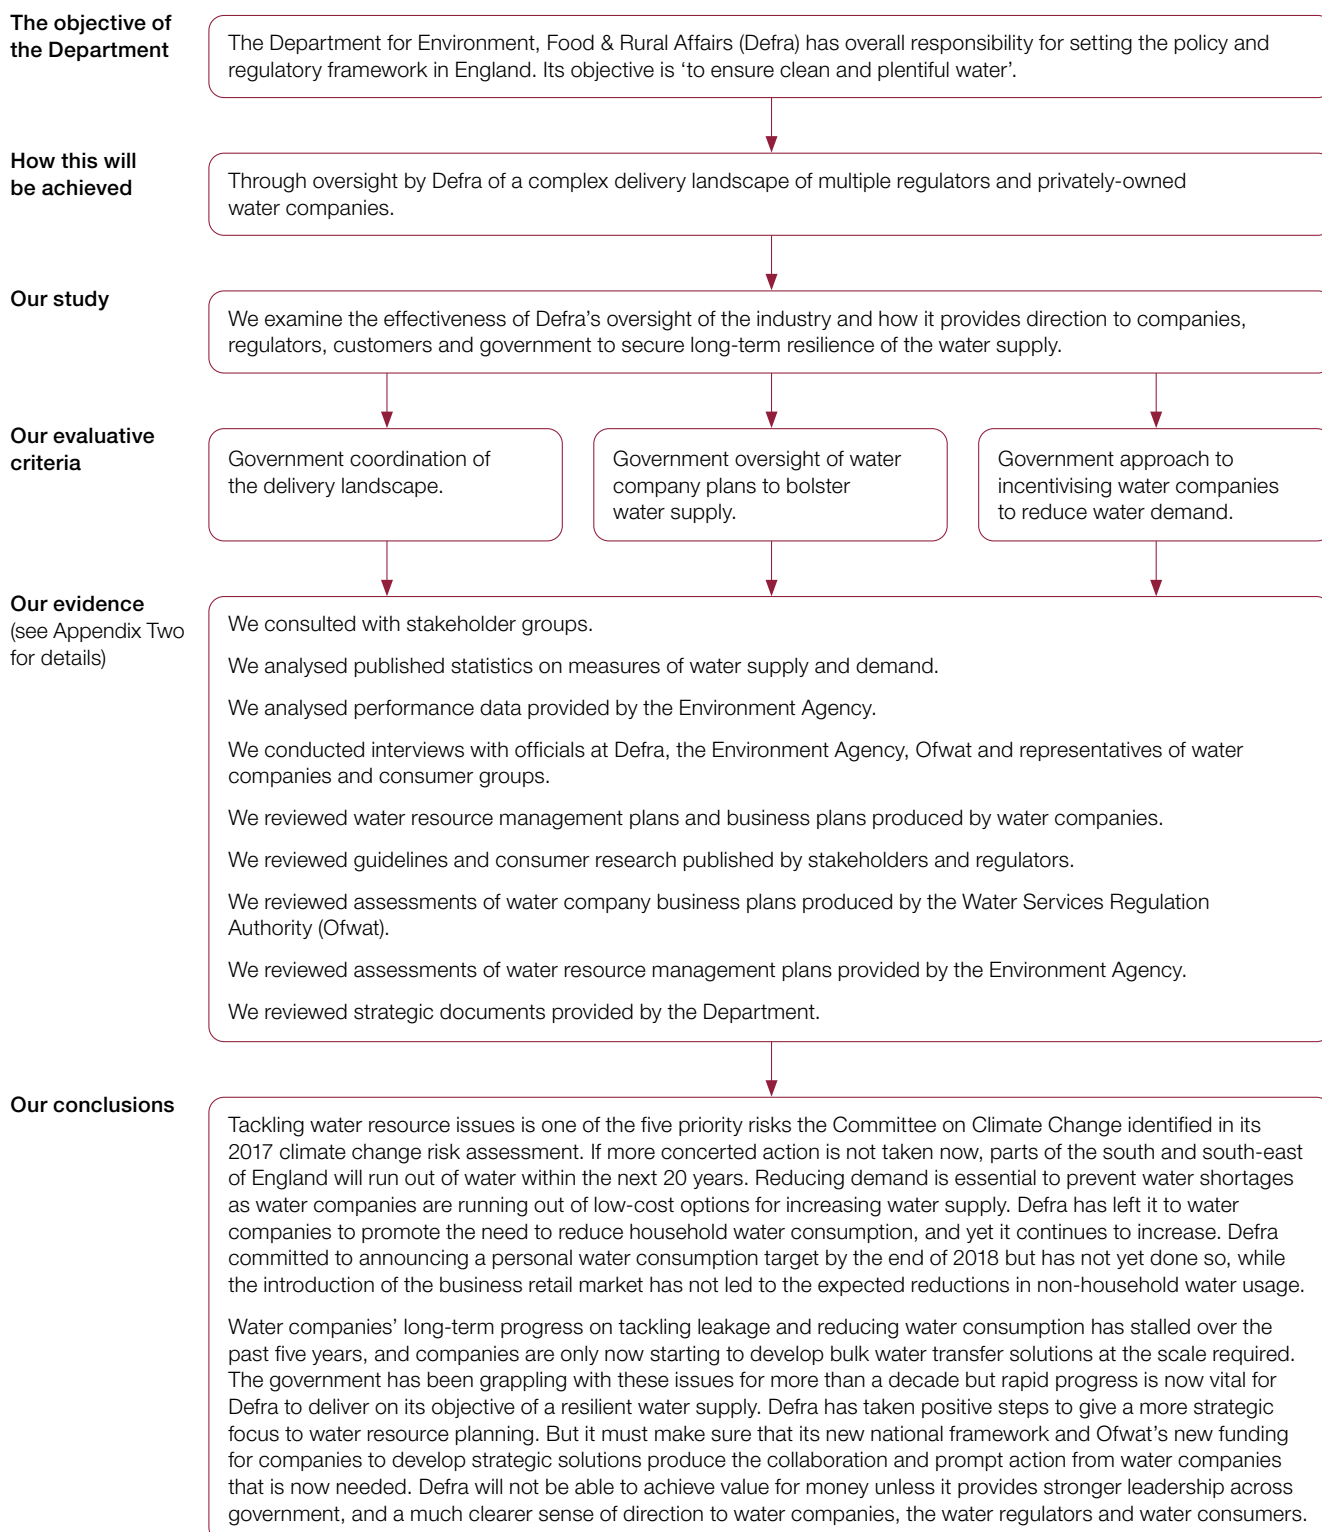 The objective of
the Department
The Department for Environment, Food & Rural Affairs (Defra) has overall responsibility for setting the policy and
regulatory framework in England. Its objective is ‘to ensure clean and plentiful water’.
How this will
be achieved
Through oversight by Defra of a complex delivery landscape of multiple regulators and privately-owned
water companies.
Our study
We examine the effectiveness of Defra’s oversight of the industry and how it provides direction to companies,
regulators, customers and government to secure long-term resilience of the water supply.
Our evaluative
criteria
Government coordination of
the delivery landscape.
Government oversight of water
company plans to bolster
water supply.
Government approach to
incentivising water companies
to reduce water demand.
Our evidence
(see Appendix Two
for details)
We consulted with stakeholder groups.
We analysed published statistics on measures of water supply and demand.
We analysed performance data provided by the Environment Agency.
We conducted interviews with officials at Defra, the Environment Agency, Ofwat and representatives of water
companies and consumer groups.
We reviewed water resource management plans and business plans produced by water companies.
We reviewed guidelines and consumer research published by stakeholders and regulators.
We reviewed assessments of water company business plans produced by the Water Services Regulation
Authority (Ofwat).
We reviewed assessments of water resource management plans provided by the Environment Agency.
We reviewed strategic documents provided by the Department.
Our conclusions
Tackling water resource issues is one of the five priority risks the Committee on Climate Change identified in its
2017 climate change risk assessment. If more concerted action is not taken now, parts of the south and south-east
of England will run out of water within the next 20 years. Reducing demand is essential to prevent water shortages
as water companies are running out of low-cost options for increasing water supply. Defra has left it to water
companies to promote the need to reduce household water consumption, and yet it continues to increase. Defra
committed to announcing a personal water consumption target by the end of 2018 but has not yet done so, while
the introduction of the business retail market has not led to the expected reductions in non-household water usage.
Water companies’ long-term progress on tackling leakage and reducing water consumption has stalled over the
past five years, and companies are only now starting to develop bulk water transfer solutions at the scale required.
The government has been grappling with these issues for more than a decade but rapid progress is now vital for
Defra to deliver on its objective of a resilient water supply. Defra has taken positive steps to give a more strategic
focus to water resource planning. But it must make sure that its new national framework and Ofwat’s new funding
for companies to develop strategic solutions produce the collaboration and prompt action from water companies
that is now needed. Defra will not be able to achieve value for money unless it provides stronger leadership across
government, and a much clearer sense of direction to water companies, the water regulators and water consumers.